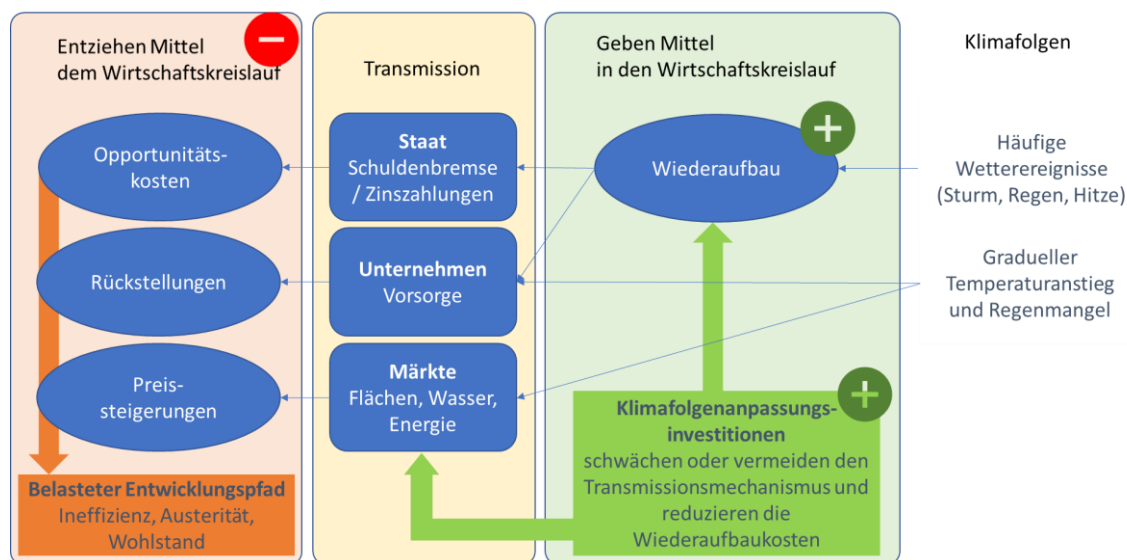 Entziehen Mittel
dem Wirtschaftskreislauf
Transmission
Geben Mittel
in den Wirtschaftskreislauf
Klimafolgen
Opportunitäts-
kosten
Staat
Schuldenbremse
/ Zinszahlungen
Wiederaufbau
Häufige
Wetterereignisse
(Sturm, Regen, Hitze)
Rückstellungen
Unternehmen
Vorsorge
Gradueller
Temperaturanstieg
und Regenmangel
Preis-
steigerungen
Märkte
Flächen, Wasser,
Energie
Klimafolgenanpassungs-
investitionen
schwächen oder vermeiden den
Transmissionsmechanismus und
reduzieren die
Wiederaufbaukosten
Belasteter Entwicklungspfad
Ineffizienz, Austerität,
Wohlstand